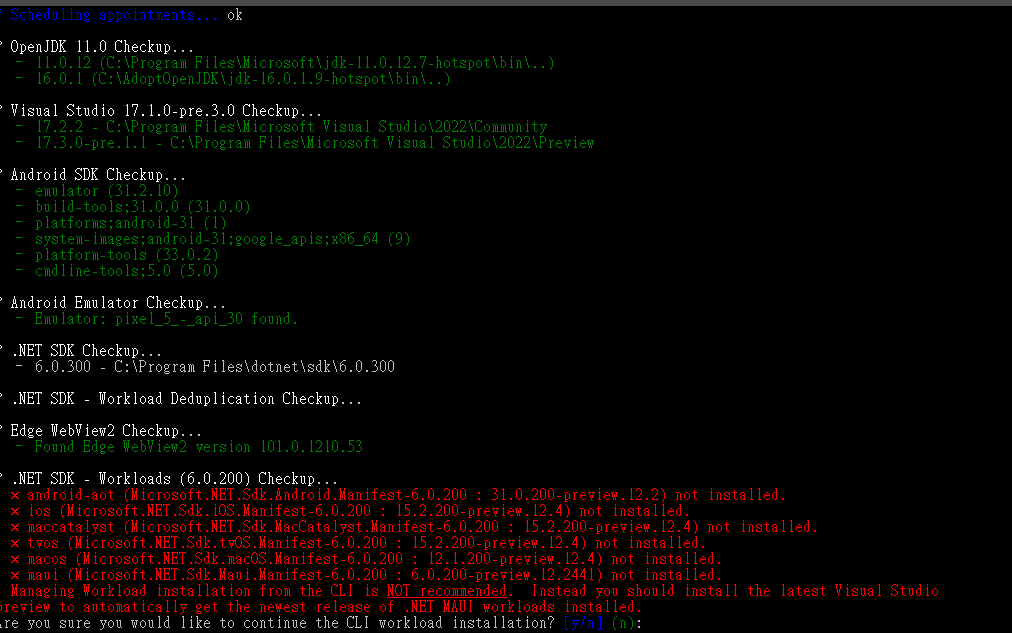 Scheduling appointments... ok
OpenJDK 11.0 Checkup...
- 11.0.12 (C:\Program Files\Microsoft\jdk-11.0.12.7-hotspot\bin\..)
- 16.0.1 (C:\AdoptOpenJDK\jdk-16.0.1.9-hotspot\bin\..)
Visual Studio 17.1.0-pre.3.0 Checkup...
- 17.2.2 - C:\Program Files\Microsoft Visual Studio\2022\Community
- 17.3.0-pre.1.1 - C:\Program Files\Microsoft Visual Studio\2022\Preview
Android SDK Checkup...
- emulator (31.2.10)
- build-tools;31.0.0 (31.0.0)
- platforms;android-31 (1)
- system-images;android-31;google_apis;x86_64 (9)
- platform-tools (33.0.2)
- cmdline-tools;5.0 (5.0)
Android Emulator Checkup...
- Emulator: pixel_5_-_api_30 found.
.NET SDK Checkup...
- 6.0.300 - C:\Program Files\dotnet\sdk\6.0.300
.NET SDK - Workload Deduplication Checkup...
Edge WebView2 Checkup...
- Found Edge WebView2 version 101.0.1210.53
.NET SDK - Workloads (6.0.200) Checkup...
× android-aot (Microsoft.NET.Sdk.Android.Manifest-6.0.200 : 31.0.200-preview.12.2) not installed.
× ios (Microsoft.NET.Sdk.iOS.Manifest-6.0.200 : 15.2.200-preview.12.4) not installed.
× maccatalyst (Microsoft.NET.Sdk.MacCatalyst.Manifest-6.0.200 : 15.2.200-preview.12.4) not installed.
× tvos (Microsoft.NET.Sdk.tvOS.Manifest-6.0.200 : 15.2.200-preview.12.4) not installed.
× macos (Microsoft.NET.Sdk.macOS.Manifest-6.0.200 : 12.1.200-preview.12.4) not installed.
× maui (Microsoft.NET.Sdk.Maui.Manifest-6.0.200 : 6.0.200-preview.12.2441) not installed.
Managing Workload installation from the CLI is NOT recommended. Instead you should install the latest Visual Studio
preview to automatically get the newest release of .NET MAUI workloads installed.
Are you sure you would like to continue the CLI workload installation? [y/n] (n):